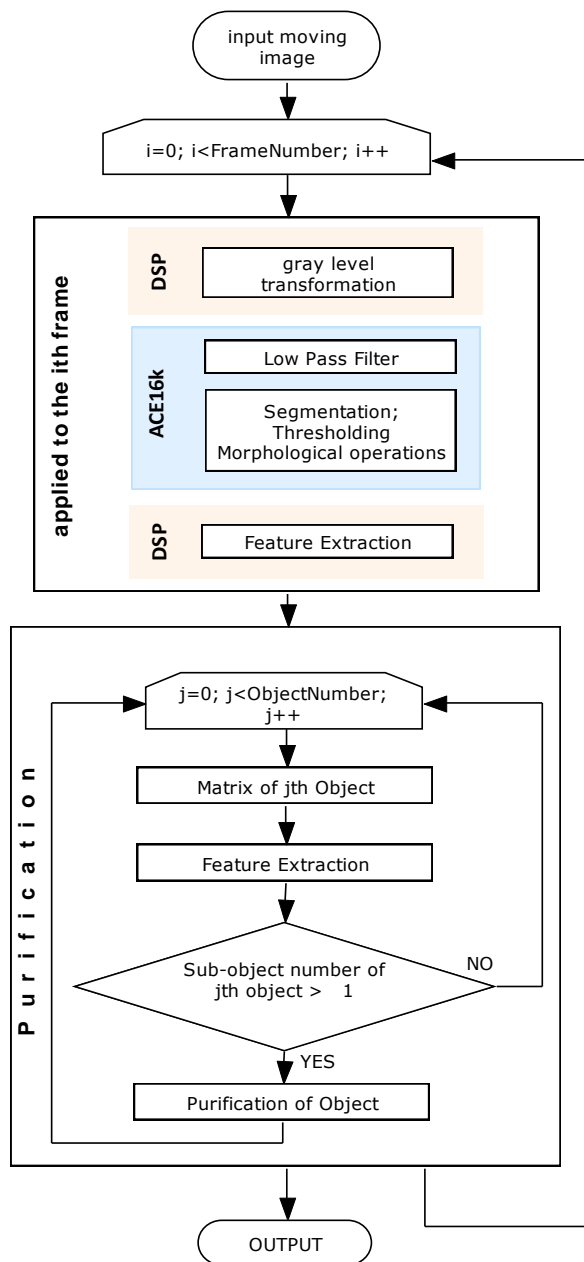 input moving
image
i=0; i<FrameNumber; i++
applied to the ith frame
DSP
gray level
transformation
ACE16k
Low Pass Filter
Segmentation;
Thresholding
Morphological operations
DSP
Feature Extraction
Purification
j=0; j<ObjectNumber;
j++
Matrix of jth Object
Feature Extraction
Sub-object number of
jth object > 1
NO
YES
Purification of Object
OUTPUT